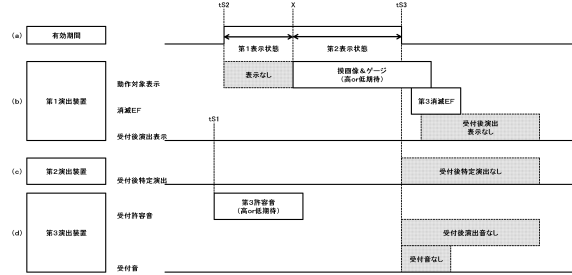 tS2 X tS3
(a) 有効期間
第1表示状態 第2表示状態
(b) 第1演出装置
動作対象表示 表示なし 換画像&ゲージ
(高or低期待)
消滅EF 第3消滅EF
受付後演出表示 受付後演出
表示なし
tS1
(c) 第2演出装置
受付後特定演出 受付後特定演出なし
(d) 第3演出装置
受付許容音 第3許容音
(高or低期待)
受付後演出音なし
受付音 受付音なし